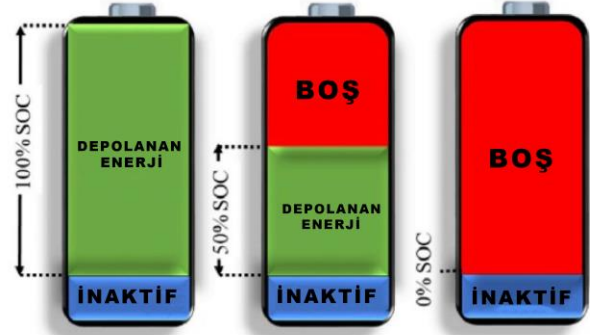 100% SOC
DEPOLANAN
ENERJİ
İNAKTİF
BOŞ
50% SOC
DEPOLANAN
ENERJİ
İNAKTİF
BOŞ
0% SOC
İNAKTİF